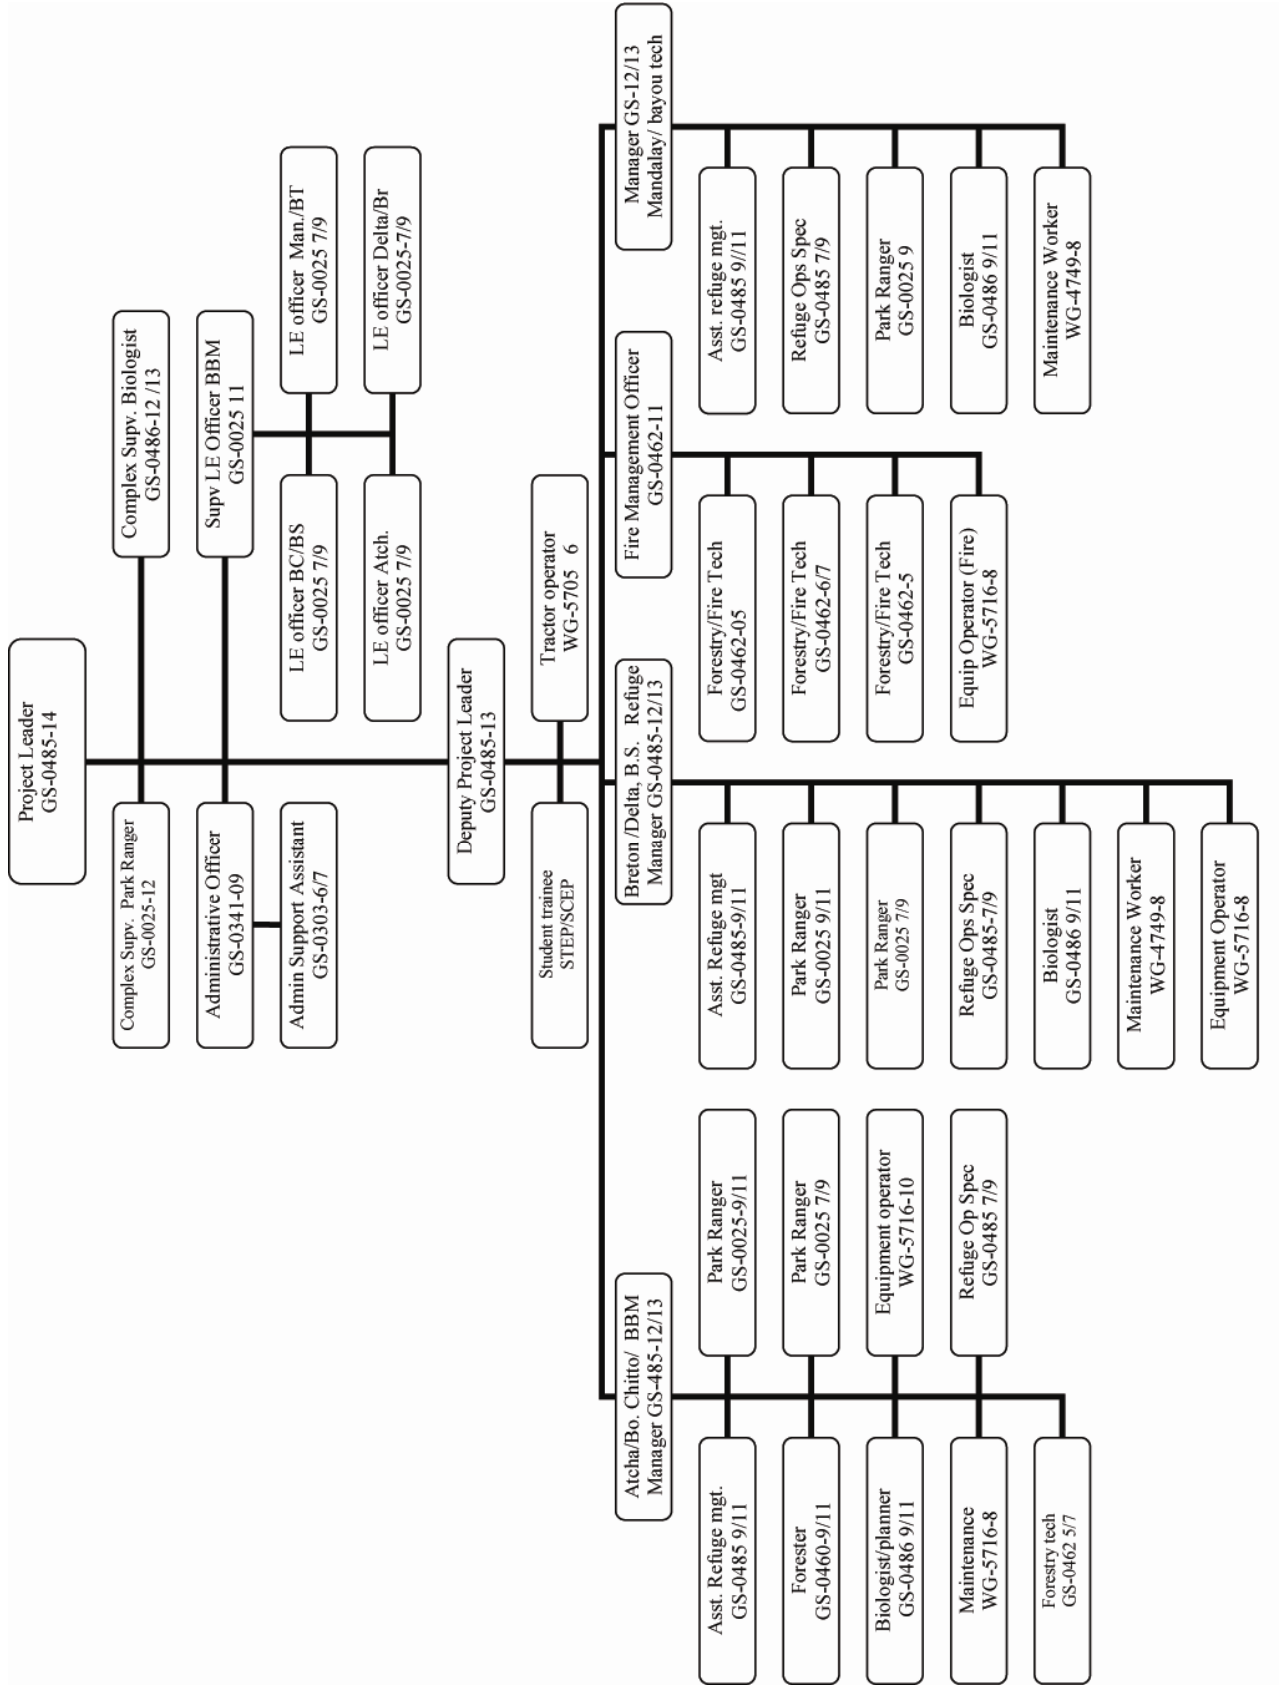 Project Leader
GS-0485-14
Complex Supv.  Park Ranger
GS-0025-12
Complex Supv. Biologist
GS-0486-12 /13
Administrative Officer
GS-0341-09
Supv LE Officer BBM
GS-0025 11
Admin Support Assistant
GS-0303-6/7
LE officer BC/BS
GS-0025 7/9
LE officer  Man./BT
GS-0025 7/9
LE officer Atch.
GS-0025 7/9
LE officer Delta/Br
GS-0025-7/9
Deputy Project Leader
GS-0485-13
Student trainee
STEP/SCEP
Tractor operator
WG-5705  6
Atcha/Bo. Chitto/  BBM
Manager GS-485-12/13
Asst. Refuge mgt.
GS-0485 9/11
Park Ranger
GS-0025-9/11
Forester
GS-0460-9/11
Park Ranger
GS-0025 7/9
Biologist/planner
GS-0486 9/11
Equipment operator
WG-5716-10
Maintenance
WG-5716-8
Refuge Op Spec
GS-0485 7/9
Forestry tech
GS-0462 5/7
Breton /Delta, B.S.   Refuge
Manager GS-0485-12/13
Asst. Refuge mgt
GS-0485-9/11
Park Ranger
GS-0025 9/11
Park Ranger
GS-0025 7/9
Refuge Ops Spec
GS-0485-7/9
Biologist
GS-0486 9/11
Maintenance Worker
WG-4749-8
Equipment Operator
WG-5716-8
Fire Management Officer
GS-0462-11
Forestry/Fire Tech
GS-0462-05
Forestry/Fire Tech
GS-0462-6/7
Forestry/Fire Tech
GS-0462-5
Equip Operator (Fire)
WG-5716-8
Manager GS-12/13
Mandalay/ bayou tech
Asst. refuge mgt.
GS-0485 9//11
Refuge Ops Spec
GS-0485 7/9
Park Ranger
GS-0025 9
Biologist
GS-0486 9/11
Maintenance Worker
WG-4749-8